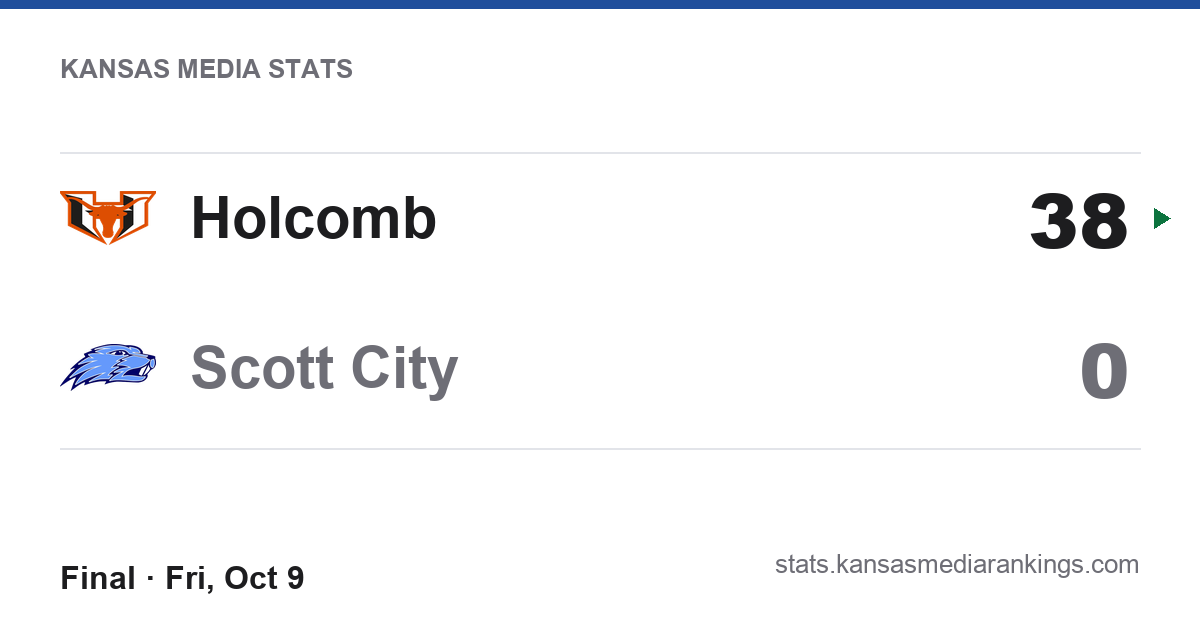 KANSAS MEDIA STATS
Holcomb 38
Scott City 0
Final · Fri, Oct 9
stats.kansasmediarankings.com